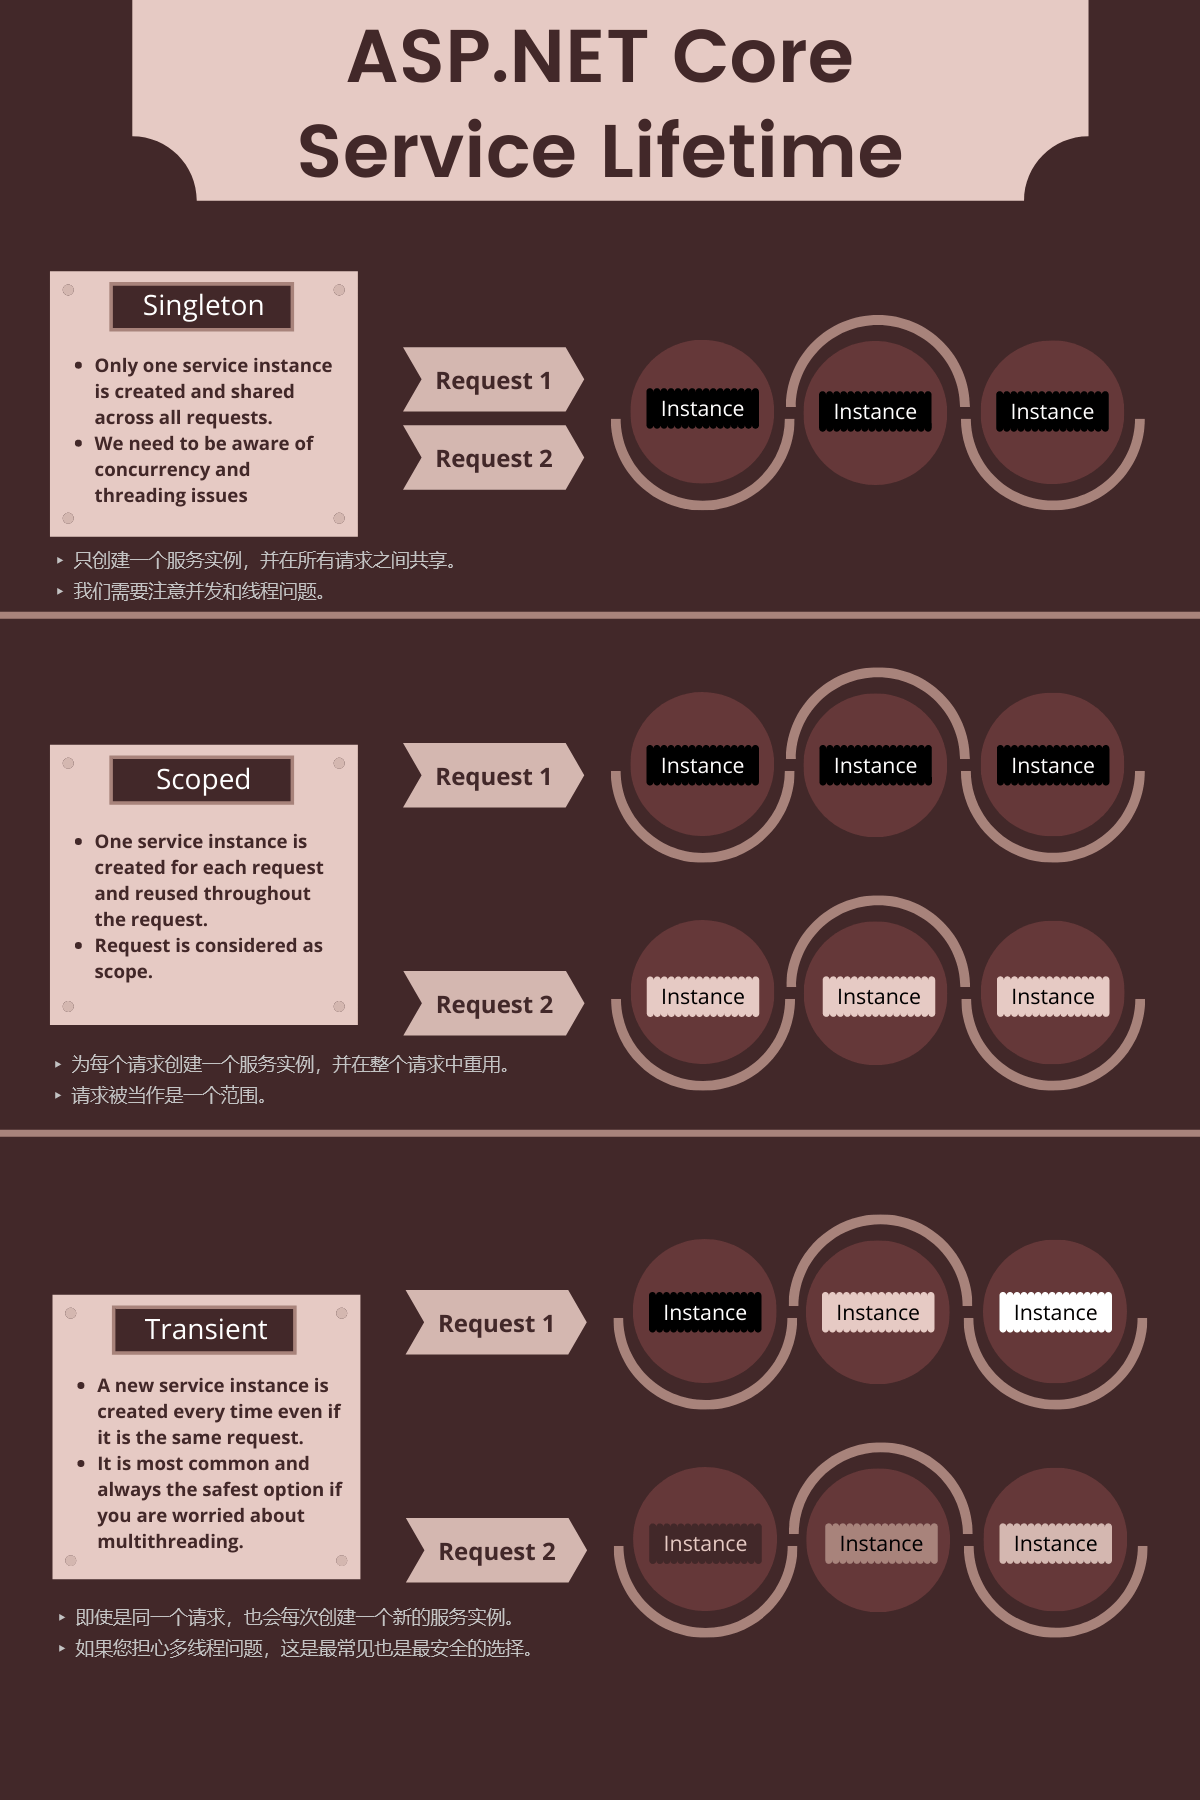 ASP.NET Core
Service Lifetime
Singleton
• Only one service instance
is created and shared
across all requests.
• We need to be aware of
concurrency and
threading issues
Request 1
Request 2
Instance
Instance
Instance
‣ 只创建一个服务实例，并在所有请求之间共享。
‣ 我们需要注意并发和线程问题。
Scoped
• One service instance is
created for each request
and reused throughout
the request.
• Request is considered as
scope.
Request 1
Instance
Instance
Instance
Request 2
Instance
Instance
Instance
‣ 为每个请求创建一个服务实例，并在整个请求中重用。
‣ 请求被当作是一个范围。
Transient
• A new service instance is
created every time even if
it is the same request.
• It is most common and
always the safest option if
you are worried about
multithreading.
Request 1
Instance
Instance
Instance
Request 2
Instance
Instance
Instance
‣ 即使是同一个请求，也会每次创建一个新的服务实例。
‣ 如果您担心多线程问题，这是最常见也是最安全的选择。